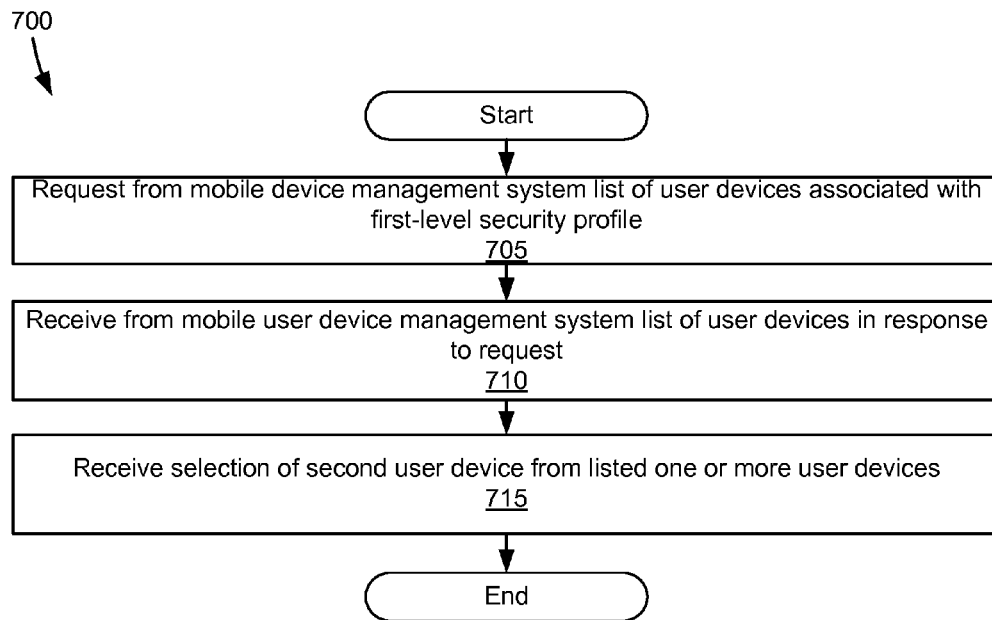 700
Start
Request from mobile device management system list of user devices associated with
first-level security profile
705
Receive from mobile user device management system list of user devices in response
to request
710
Receive selection of second user device from listed one or more user devices
715
End